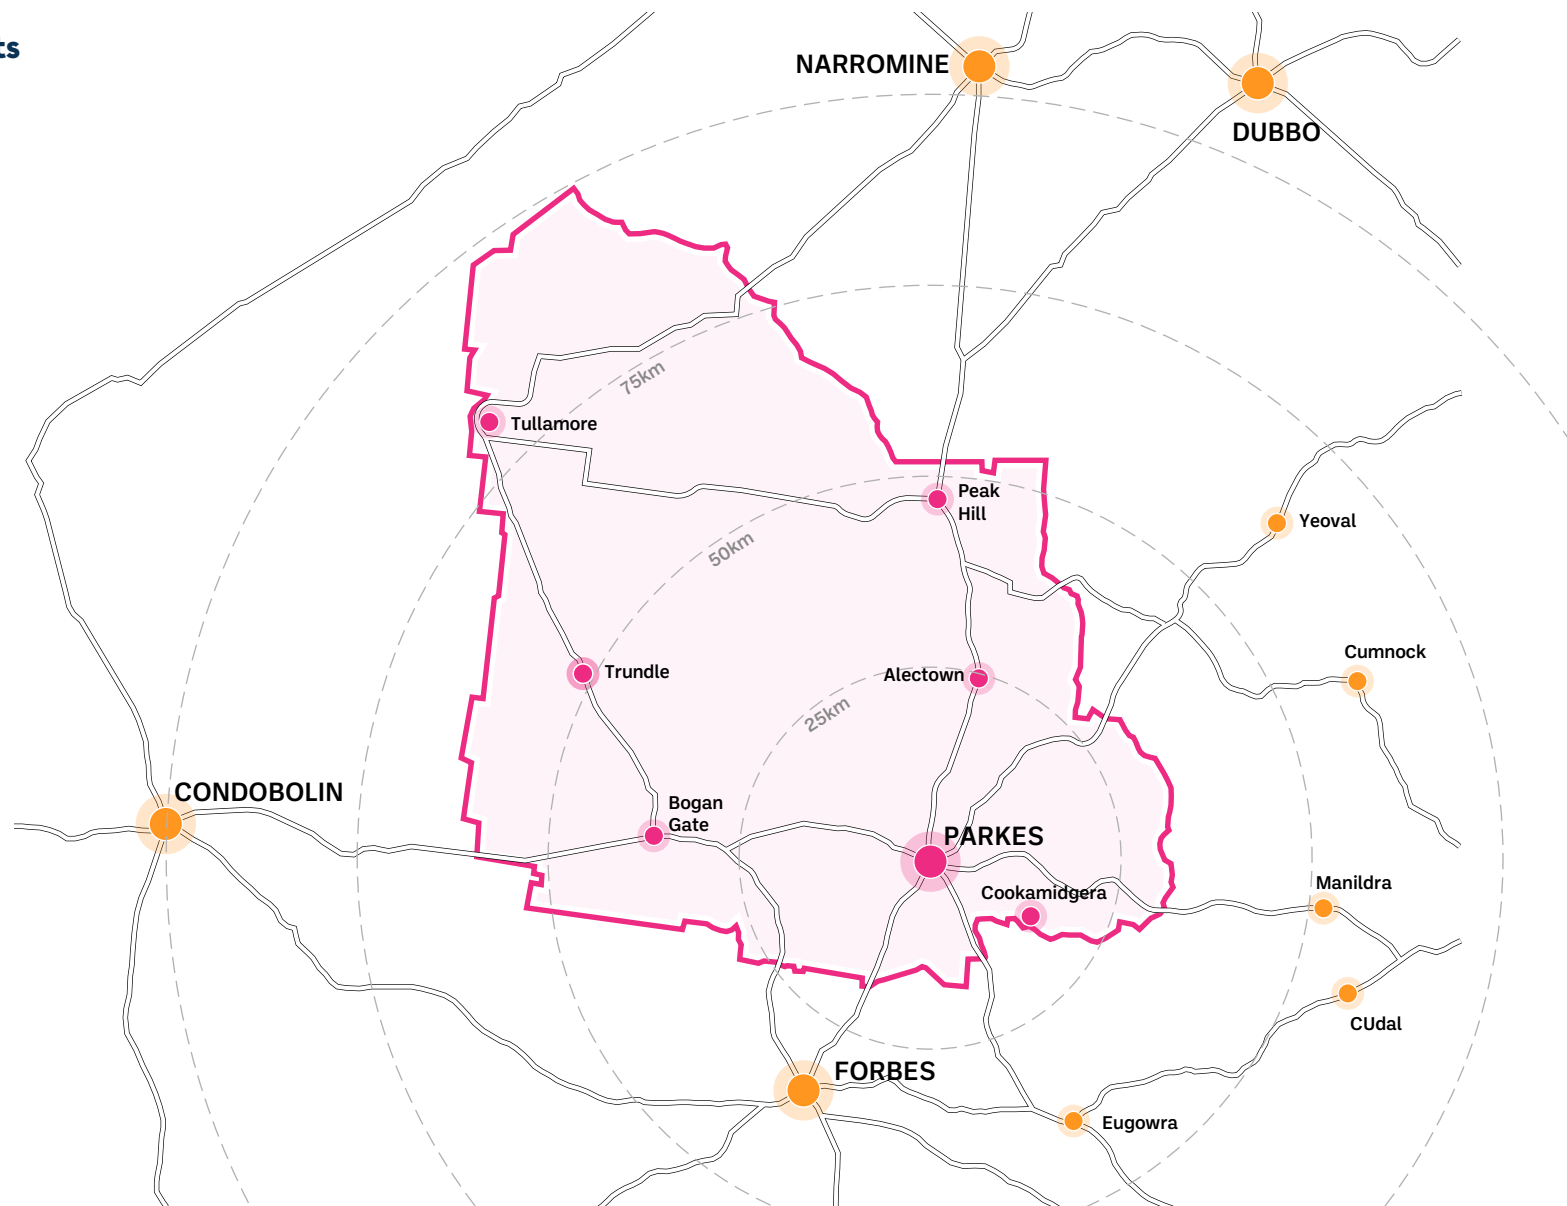 ts
NARROMINE
DUBBO
75km
Tullamore
Peak
Hill
Yeoval
50km
Cumnock
Trundle
Alectown
25km
CONDOBOLIN
Bogan
Gate
PARKES
Manildra
Cookamidgera
CUdal
FORBES
Eugowra